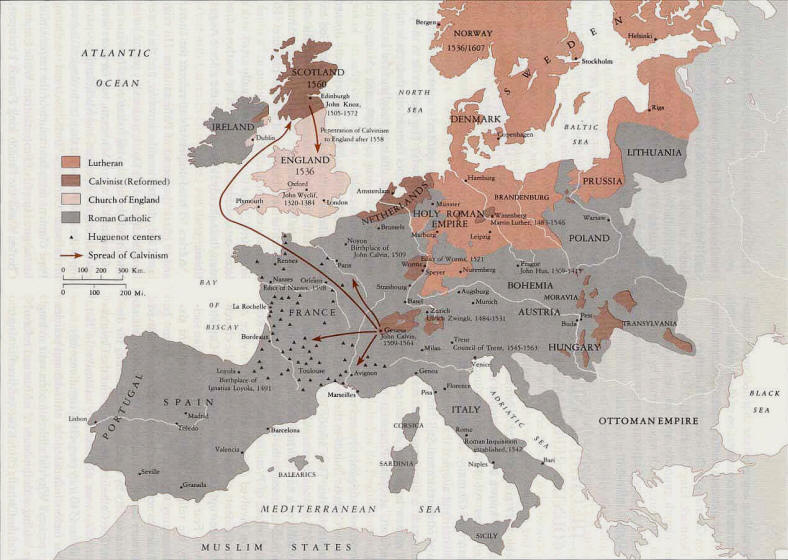 ATLANTIC
OCEAN
Bergen
NORWAY
1536/1607
SWEDEN
Helsinki
Stockholm
NORTH
SEA
SCOTLAND
1560
Edinburgh
John Knox,
1505-1572
Penetration of Calvinism
to England after 1558
IRELAND
Dublin
ENGLAND
1536
Oxford
John Wyclif,
1320-1384
London
Plymouth
DENMARK
Copenhagen
BALTIC
SEA
Riga
LITHUANIA
PRUSSIA
Lutheran
Calvinist (Reformed)
Church of England
Roman Catholic
Huguenot centers
Spread of Calvinism
0 100 200 300 Km.
0 100 200 Mi.
Amsterdam
NETHERLANDS
Brussels
Hamburg
BRANDENBURG
Münster
HOLY ROMAN
EMPIRE
Wittenberg
Martin Luther, 1483-1546
Marburg
Leipzig
Warsaw
POLAND
Noyon
Birthplace of
John Calvin, 1509
Paris
Rennes
Nantes
Edict of Nantes, 1598
Orléans
Edict of Worms, 1521
Worms
Speyer
Nuremberg
Prague
John Hus, 1369-1415
BOHEMIA
MORAVIA
Strasbourg
Augsburg
Munich
Basel
Zurich
Ulrich Zwingli, 1484-1531
AUSTRIA
Buda
Pest
TRANSYLVANIA
HUNGARY
BAY
OF
BISCAY
La Rochelle
FRANCE
Bordeaux
Geneva
John Calvin,
1509-1564
Milan
Trent
Council of Trent, 1545-1563
Venice
Loyola
Birthplace of
Ignatius Loyola, 1491
Toulouse
Avignon
Marseilles
Genoa
Florence
Pisa
ITALY
ADRIATIC SEA
PORTUGAL
SPAIN
Lisbon
Madrid
Toledo
Barcelona
Valencia
Seville
Granada
BALEARICS
CORSICA
SARDINIA
Rome
Roman Inquisition
established, 1542
Naples
Bari
SICILY
OTTOMAN EMPIRE
BLACK
SEA
MEDITERRANEAN SEA
MUSLIM STATES